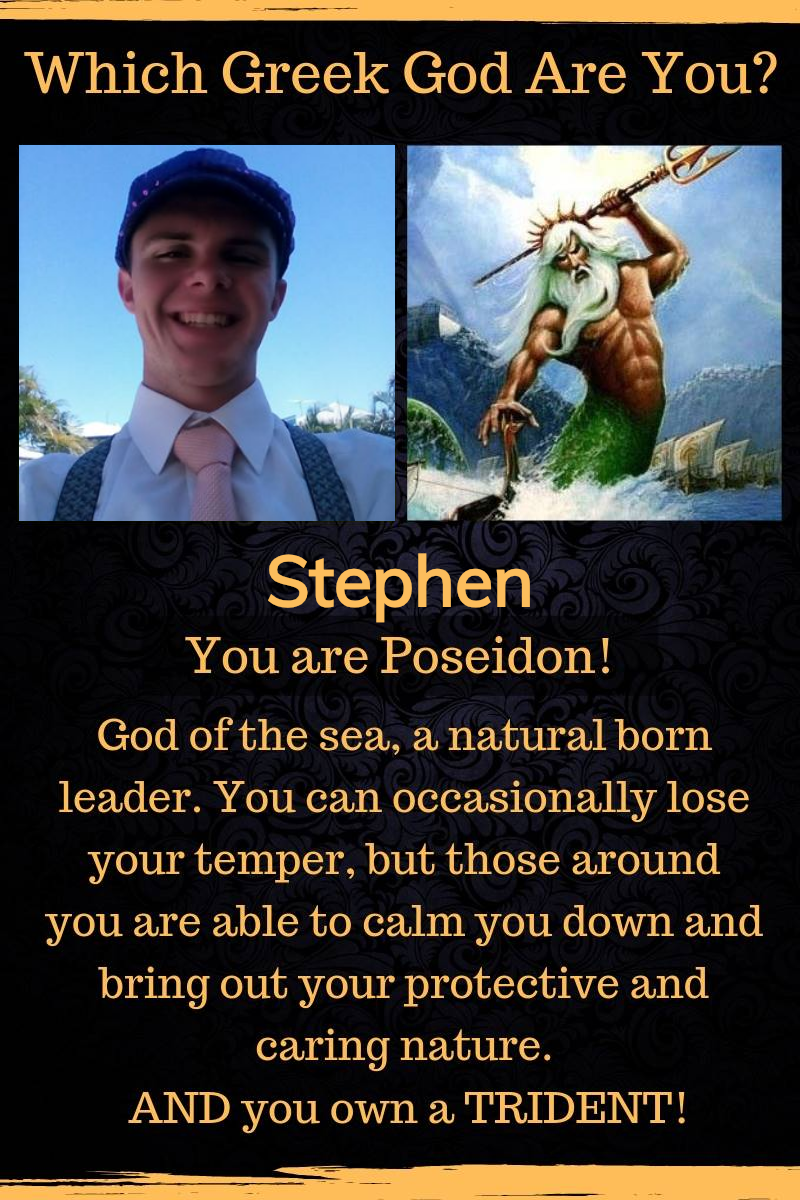 Which Greek God Are You?
Stephen
You are Poseidon!
God of the sea, a natural born
leader. You can occasionally lose
your temper, but those around
you are able to calm you down and
bring out your protective and
caring nature.
AND you own a TRIDENT!